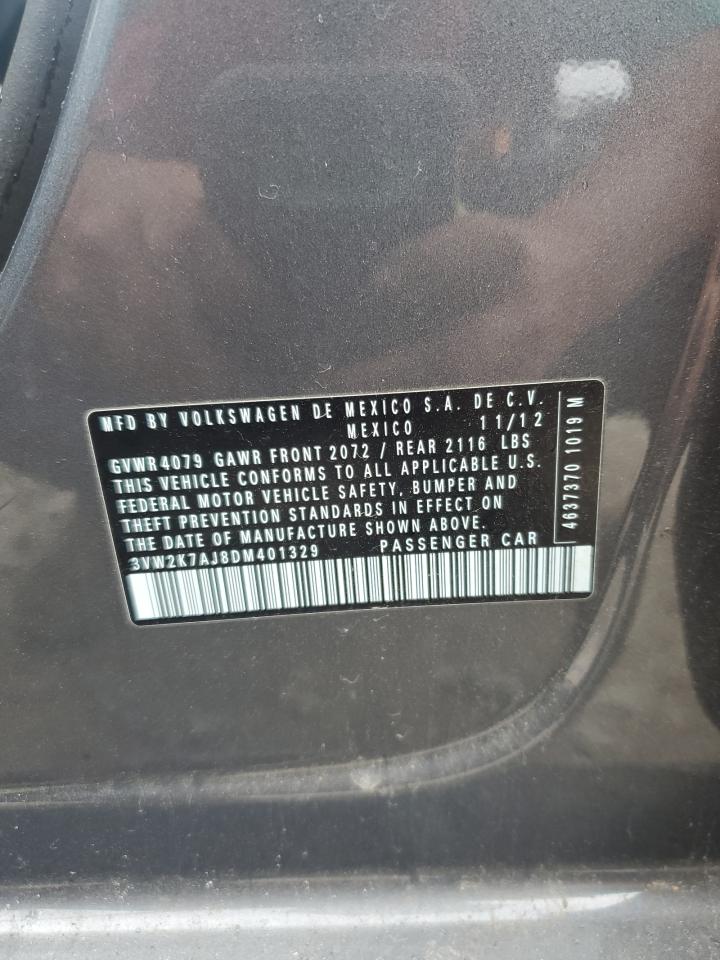 MFD BY VOLKSWAGEN DE MEXICO S.A. DE C.V.
MEXICO 11/12
GVWR4079 GAWR FRONT 2072 / REAR 2116 LBS
THIS VEHICLE CONFORMS TO ALL APPLICABLE U.S.
FEDERAL MOTOR VEHICLE SAFETY, BUMPER AND
THEFT PREVENTION STANDARDS IN EFFECT ON
THE DATE OF MANUFACTURE SHOWN ABOVE.
3VW2K7AJ8DM401329 PASSENGER CAR
4637370 1019 M